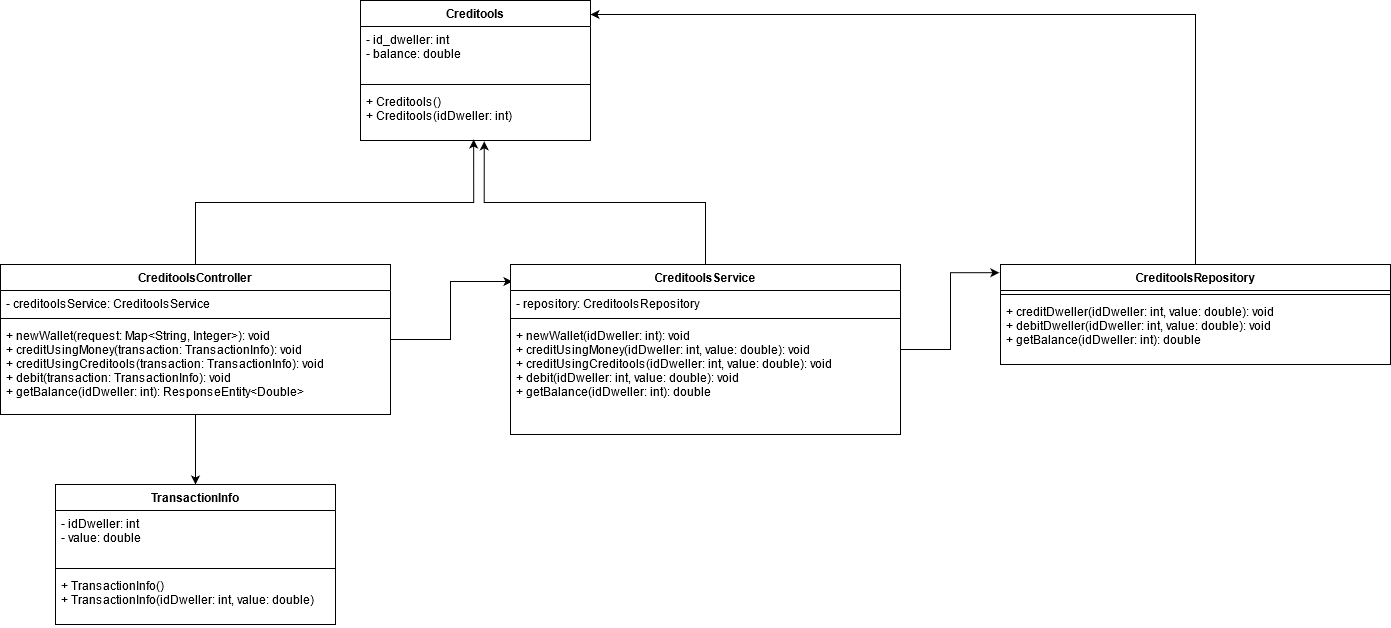 Creditools
- id_dweller: int
- balance: double
+ Creditools()
+ Creditools(idDweller: int)
CreditoolsController
- creditoolsService: CreditoolsService
+ newWallet(request: Map<String, Integer>): void
+ creditUsingMoney(transaction: TransactionInfo): void
+ creditUsingCreditools(transaction: TransactionInfo): void
+ debit(transaction: TransactionInfo): void
+ getBalance(idDweller: int): ResponseEntity<Double>
CreditoolsService
- repository: CreditoolsRepository
+ newWallet(idDweller: int): void
+ creditUsingMoney(idDweller: int, value: double): void
+ creditUsingCreditools(idDweller: int, value: double): void
+ debit(idDweller: int, value: double): void
+ getBalance(idDweller: int): double
CreditoolsRepository
+ creditDweller(idDweller: int, value: double): void
+ debitDweller(idDweller: int, value: double): void
+ getBalance(idDweller: int): double
TransactionInfo
- idDweller: int
- value: double
+ TransactionInfo()
+ TransactionInfo(idDweller: int, value: double)